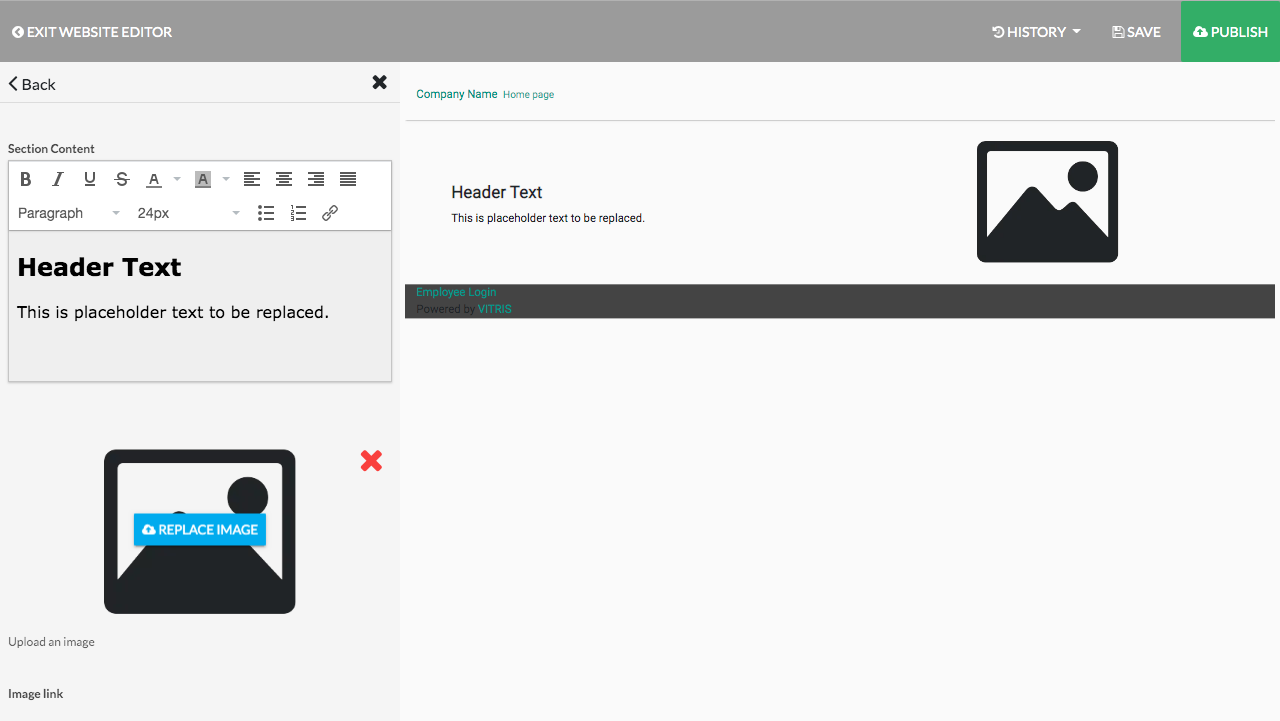 EXIT WEBSITE EDITOR
HISTORY
SAVE
PUBLISH
Back
Section Content
B I U S A A
Paragraph
24px
Header Text
This is placeholder text to be replaced.
REPLACE IMAGE
Upload an image
Image link
Company Name Home page
Header Text
This is placeholder text to be replaced.
Employee Login
Powered by VITRIS